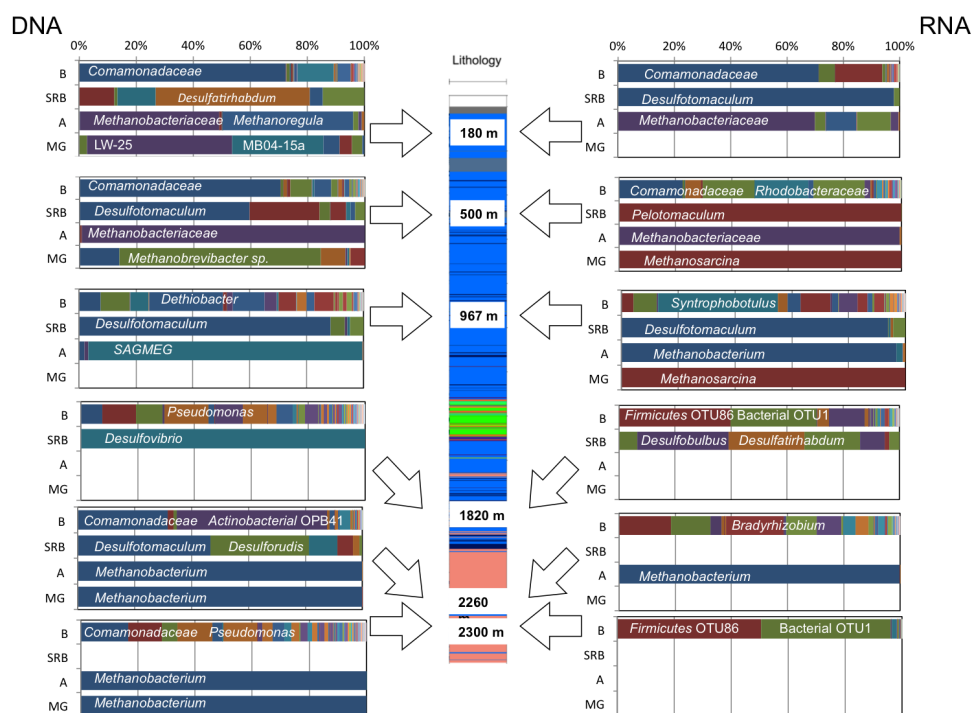 DNA
RNA
0% 20% 40% 60% 80% 100%
Lithology
0% 20% 40% 60% 80% 100%
B Comamonadaceae
SRB Desulfatirhabdum
A Methanobacteriaceae Methanoregula
MG LW-25 MB04-15a
180 m
B Comamonadaceae
SRB Desulfotomaculum
A Methanobacteriaceae
MG
B Comamonadaceae
SRB Desulfotomaculum
A Methanobacteriaceae
MG Methanobrevibacter sp.
500 m
B Comamonadaceae Rhodobacteraceae
SRB Pelotomaculum
A Methanobacteriaceae
MG Methanosarcina
B Dethiobacter
SRB Desulfotomaculum
A SAGMEG
MG
967 m
B Syntrophobotulus
SRB Desulfotomaculum
A Methanobacterium
MG Methanosarcina
B Pseudomonas
SRB Desulfovibrio
A
MG
1820 m
B Firmicutes OTU86 Bacterial OTU1
SRB Desulfobulbus Desulfatirhabdum
A
MG
B Comamonadaceae Actinobacterial OPB41
SRB Desulfotomaculum Desulforudis
A Methanobacterium
MG Methanobacterium
2260
B Bradyrhizobium
SRB
A Methanobacterium
MG
B Comamonadaceae Pseudomonas
SRB
A Methanobacterium
MG Methanobacterium
2300 m
B Firmicutes OTU86 Bacterial OTU1
SRB
A
MG